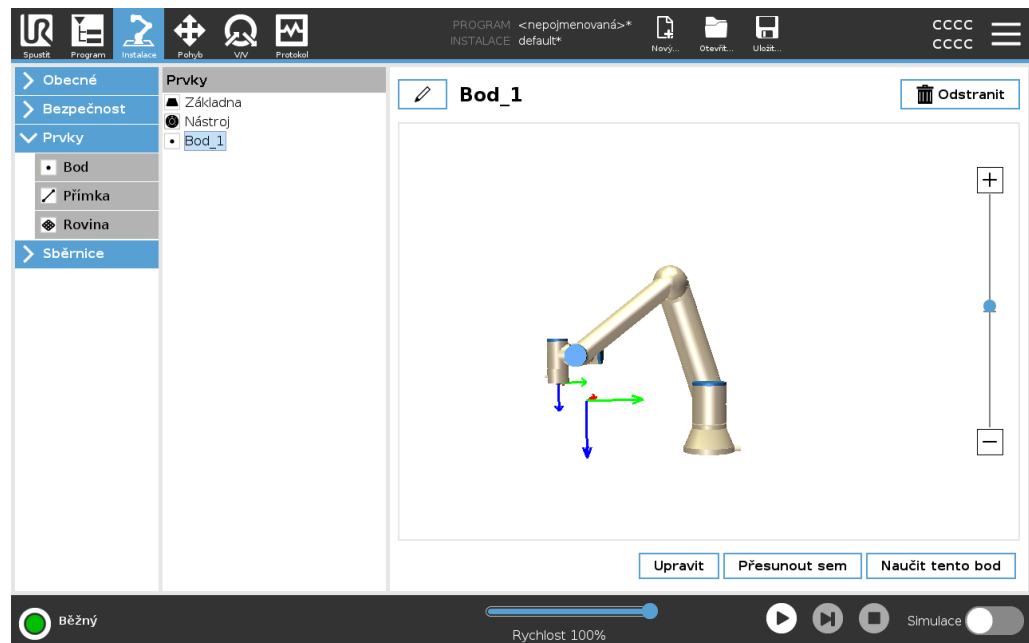 UR
Spustit
Program
Instalace
Pohyb
V/V
Protokol
PROGRAM <nepojmenovaná>*
INSTALACE default*
Nový...
Otevřít...
Uložit...
CCCC
CCCC
Obecné
Bezpečnost
Prvky
Bod
Přímka
Rovina
Sběrnice
Prvky
Základna
Nástroj
Bod_1
Bod_1
Odstranit
Upravit
Přesunout sem
Naučit tento bod
Běžný
Rychlost 100%
Simulace